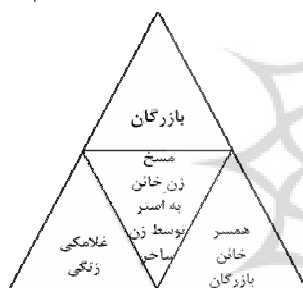 بازرگان
مسخ
زن خائن
به استر
توسط زن
ساحر
غلامکی
زنگی
همسر
خائن
بازرگان